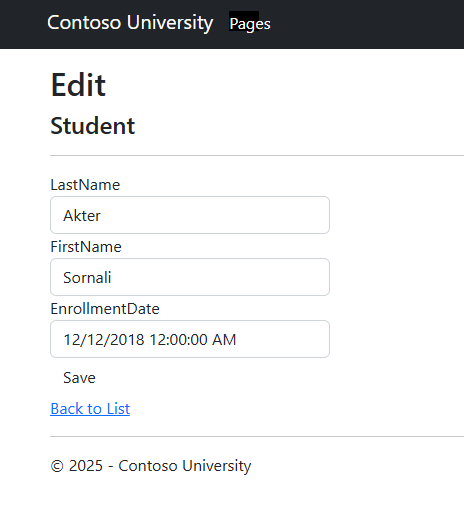 Contoso University Pages
Edit
Student
LastName
Akter
FirstName
Sornali
EnrollmentDate
12/12/2018 12:00:00 AM
Save
Back to List
© 2025 - Contoso University